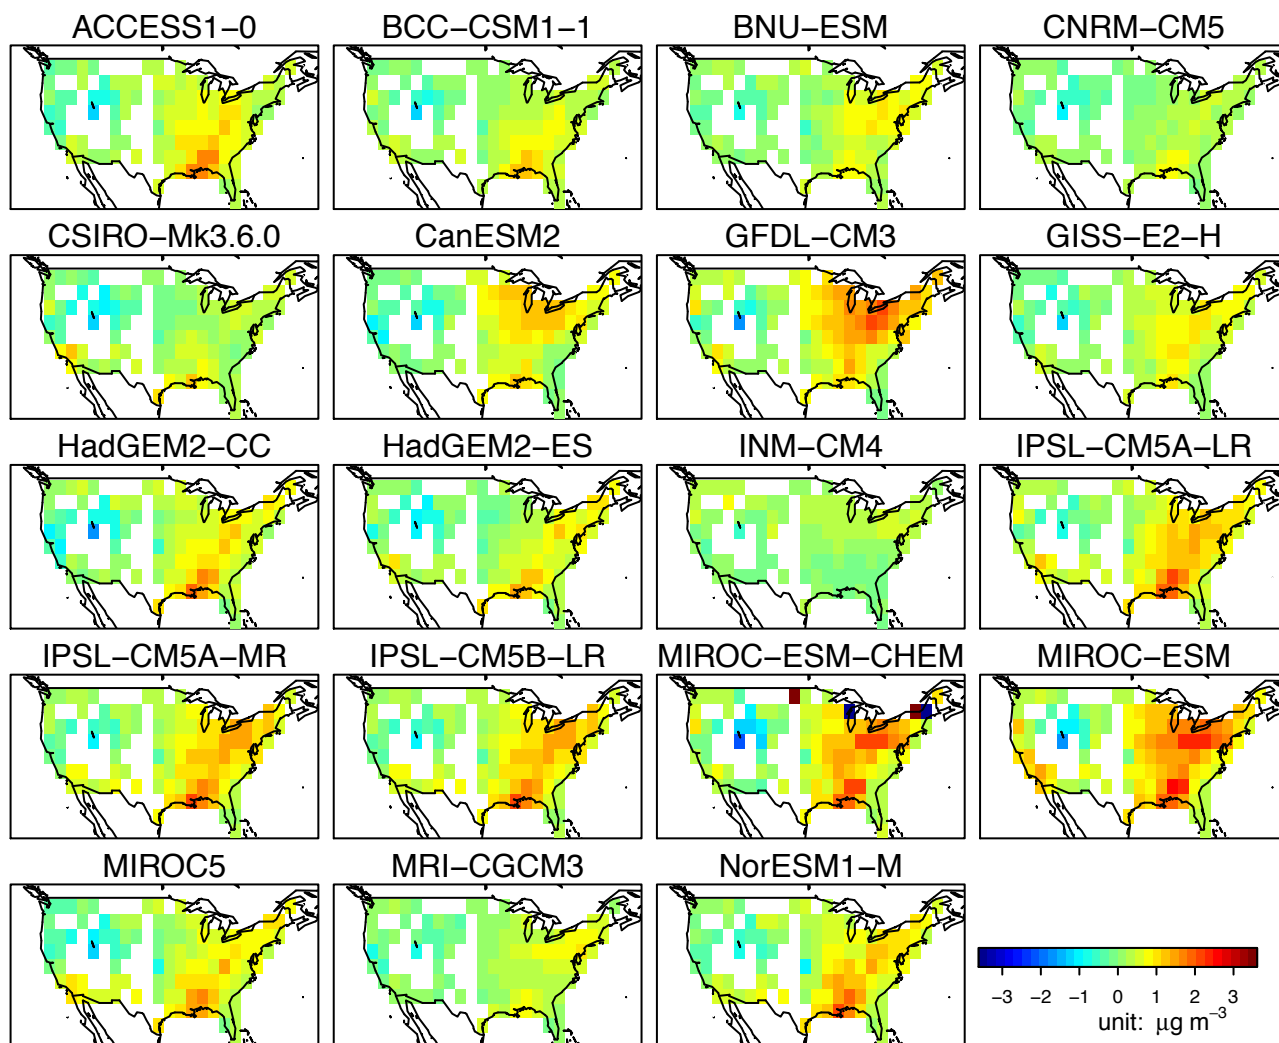 ACCESS1−0 BCC−CSM1−1 BNU−ESM CNRM−CM5
CSIRO−Mk3.6.0 CanESM2 GFDL−CM3 GISS−E2−H
HadGEM2−CC HadGEM2−ES INM−CM4 IPSL−CM5A−LR
IPSL−CM5A−MR IPSL−CM5B−LR MIROC−ESM−CHEM MIROC−ESM
MIROC5 MRI−CGCM3 NorESM1−M
−3 −2 −1 0 1 2 3
unit: μg m⁻³